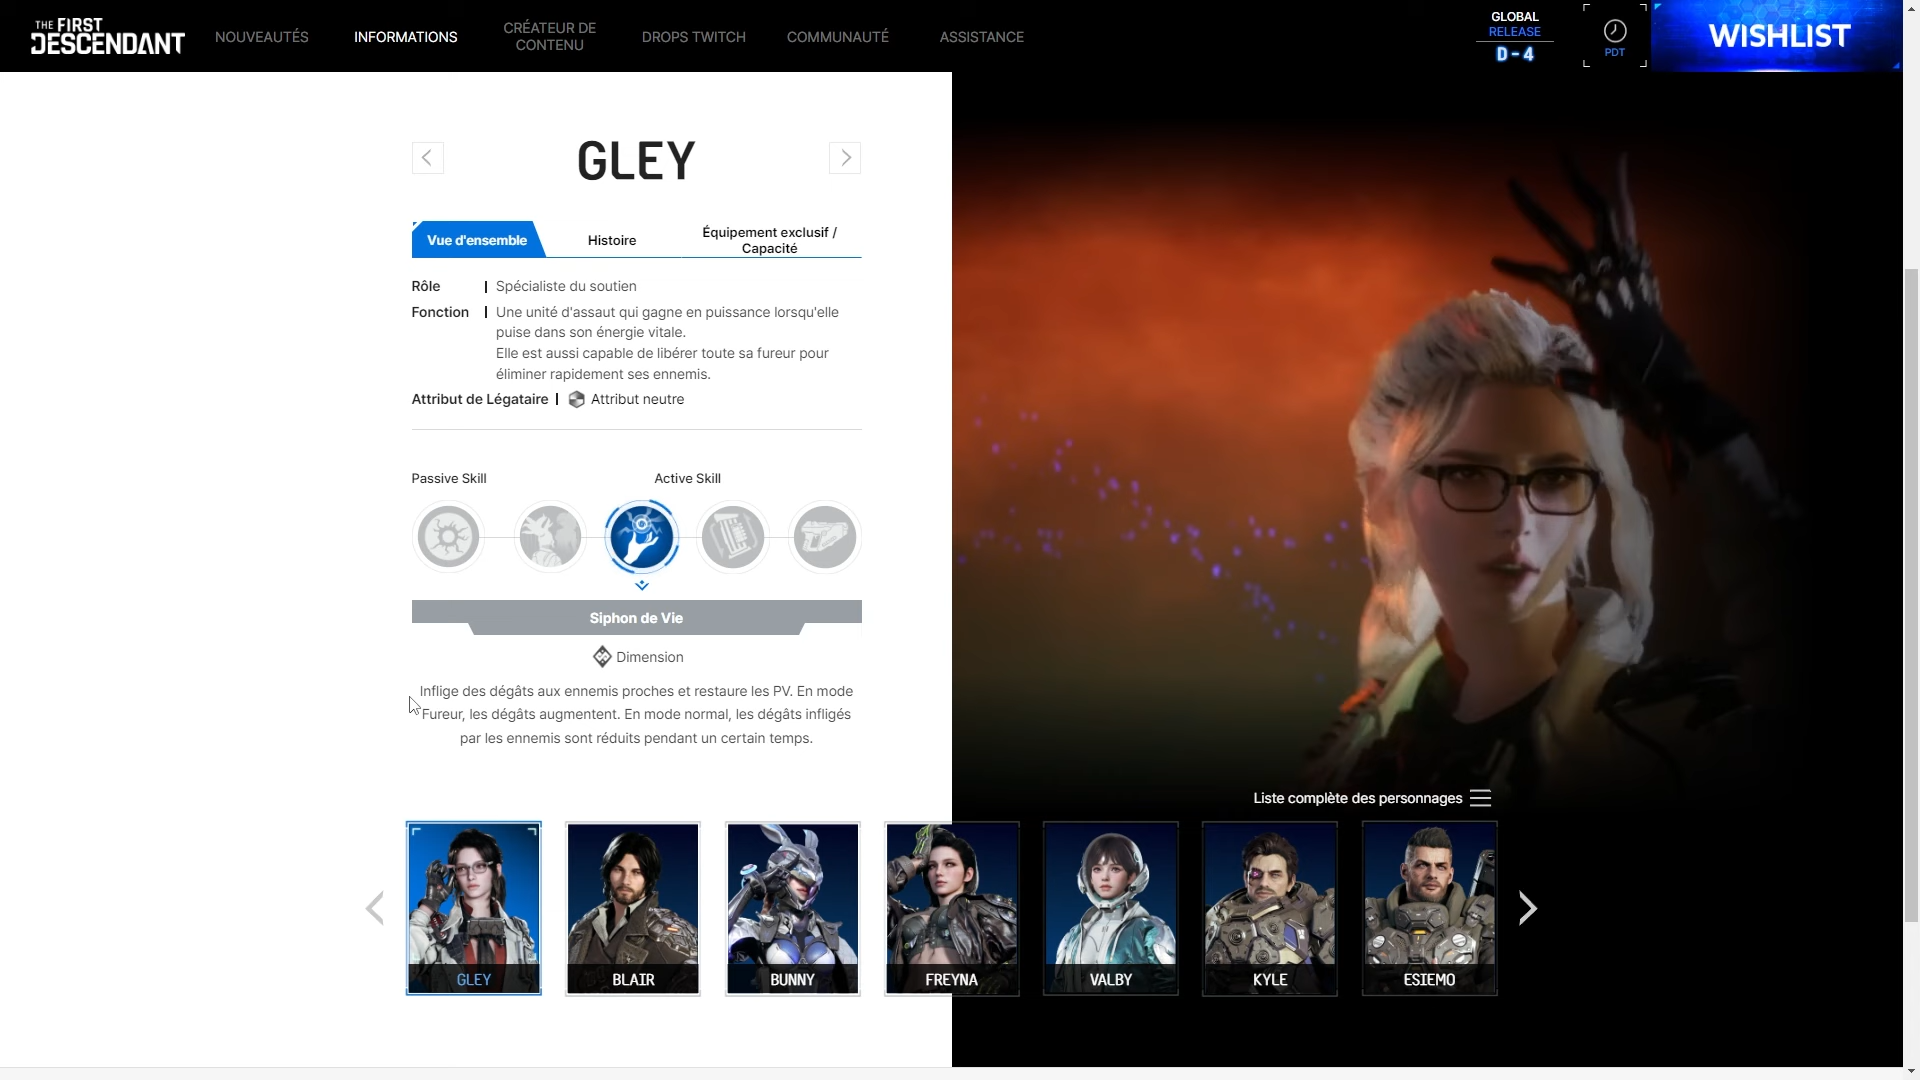 THE FIRST
DESCENDANT
NOUVEAUTÉS
INFORMATIONS
CRÉATEUR DE
CONTENU
DROPS TWITCH
COMMUNAUTÉ
ASSISTANCE
GLOBAL
RELEASE
D-4
PDT
WISHLIST
GLEY
Vue d'ensemble
Histoire
Équipement exclusif /
Capacité
Rôle | Spécialiste du soutien
Fonction | Une unité d'assaut qui gagne en puissance lorsqu'elle
puise dans son énergie vitale.
Elle est aussi capable de libérer toute sa fureur pour
éliminer rapidement ses ennemis.
Attribut de Légataire | Attribut neutre
Passive Skill
Active Skill
Siphon de Vie
Dimension
Inflige des dégâts aux ennemis proches et restaure les PV. En mode
Fureur, les dégâts augmentent. En mode normal, les dégâts infligés
par les ennemis sont réduits pendant un certain temps.
Liste complète des personnages
GLEY
BLAIR
BUNNY
FREYNA
VALBY
KYLE
ESIEMO